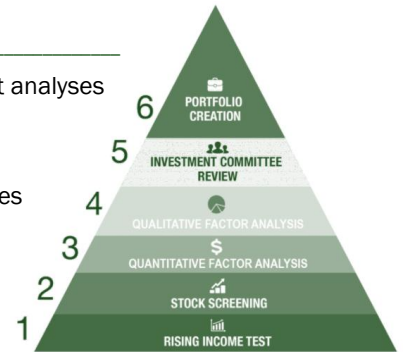 t analyses
es
6
PORTFOLIO
CREATION
5
INVESTMENT COMMITTEE
REVIEW
4
QUALITATIVE FACTOR ANALYSIS
3
$
QUANTITATIVE FACTOR ANALYSIS
2
STOCK SCREENING
1
RISING INCOME TEST